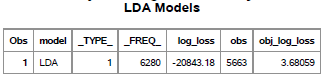 LDA Models
Obs model _TYPE_ _FREQ_ log_loss obs obj_log_loss
1 LDA 1 6280 -20843.18 5663 3.68059